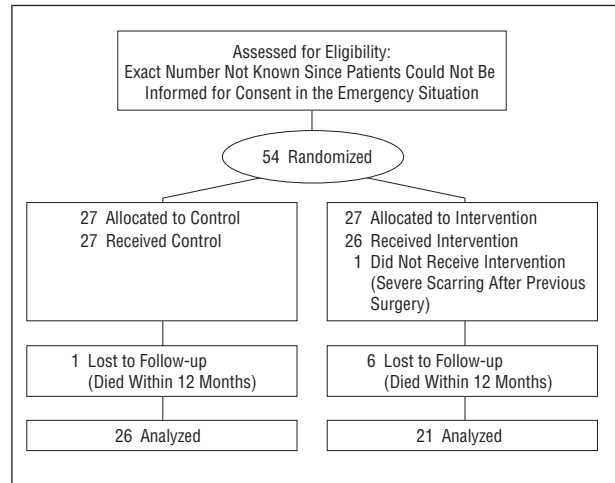 Assessed for Eligibility:
Exact Number Not Known Since Patients Could Not Be
Informed for Consent in the Emergency Situation
54 Randomized
27 Allocated to Control
27 Received Control
27 Allocated to Intervention
26 Received Intervention
1 Did Not Receive Intervention
(Severe Scarring After Previous
Surgery)
1 Lost to Follow-up
(Died Within 12 Months)
6 Lost to Follow-up
(Died Within 12 Months)
26 Analyzed
21 Analyzed